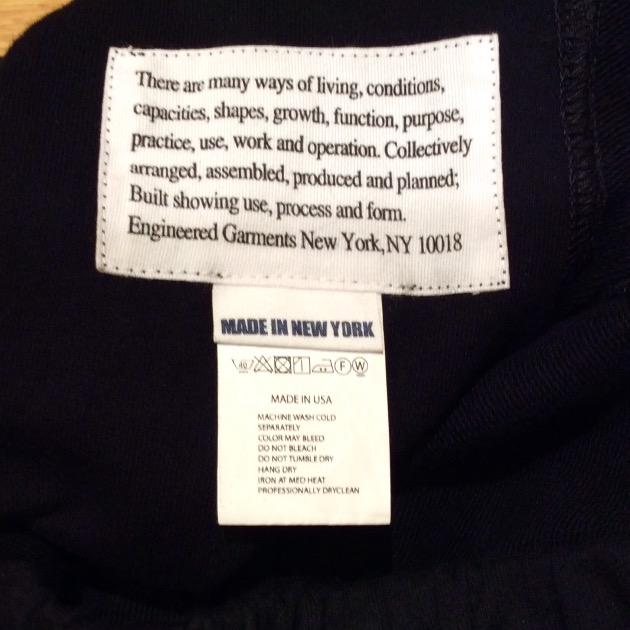 There are many ways of living, conditions,
capacities, shapes, growth, function, purpose,
practice, use, work and operation. Collectively
arranged, assembled, produced and planned;
Built showing use, process and form.
Engineered Garments New York, NY 10018
MADE IN NEW YORK
40 F W
MADE IN USA
MACHINE WASH COLD
SEPARATELY
COLOR MAY BLEED
DO NOT BLEACH
DO NOT TUMBLE DRY
HANG DRY
IRON AT MED HEAT
PROFESSIONALLY DRYCLEAN